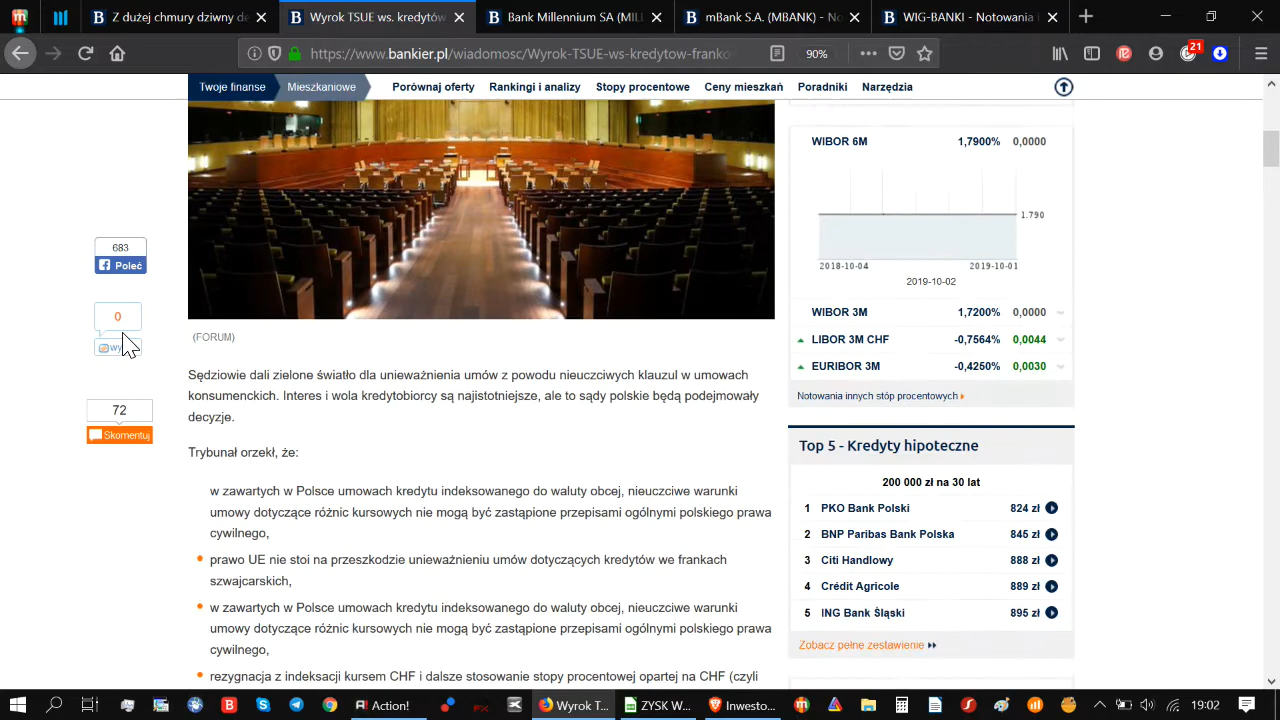 Z dużej chmury dziwny de
Wyrok TSUE ws. kredytów
Bank Millennium SA (MILL
mBank S.A. (MBANK) - No
WIG-BANKI - Notowania i
https://www.bankier.pl/wiadomosc/Wyrok-TSUE-ws-kredytow-franko
90%
21
Twoje finanse
Mieszkaniowe
Porównaj oferty
Rankingi i analizy
Stopy procentowe
Ceny mieszkań
Poradniki
Narzędzia
683
Poleć
0
wy
72
Skomentuj
(FORUM)
Sędziowie dali zielone światło dla unieważnienia umów z powodu nieuczciwych klauzul w umowach
konsumenckich. Interes i wola kredytobiorcy są najistotniejsze, ale to sądy polskie będą podejmowały
decyzje.
Trybunał orzekł, że:
w zawartych w Polsce umowach kredytu indeksowanego do waluty obcej, nieuczciwe warunki
umowy dotyczące różnic kursowych nie mogą być zastąpione przepisami ogólnymi polskiego prawa
cywilnego,
prawo UE nie stoi na przeszkodzie unieważnieniu umów dotyczących kredytów we frankach
szwajcarskich,
w zawartych w Polsce umowach kredytu indeksowanego do waluty obcej, nieuczciwe warunki
umowy dotyczące różnic kursowych nie mogą być zastąpione przepisami ogólnymi polskiego prawa
cywilnego,
rezygnacja z indeksacji kursem CHF i dalsze stosowanie stopy procentowej opartej na CHF (czyli
WIBOR 6M 1,7900% 0,0000
1.790
2018-10-04 2019-10-01
2019-10-02
WIBOR 3M 1,7200% 0,0000
LIBOR 3M CHF -0,7564% 0,0044
EURIBOR 3M -0,4250% 0,0030
Notowania innych stóp procentowych
Top 5 - Kredyty hipoteczne
200 000 zł na 30 lat
1 PKO Bank Polski 824 zł
2 BNP Paribas Bank Polska 845 zł
3 Citi Handlowy 888 zł
4 Crédit Agricole 889 zł
5 ING Bank Śląski 895 zł
Zobacz pełne zestawienie
Action!
Wyrok T...
ZYSK W...
Inwesto...
19:02